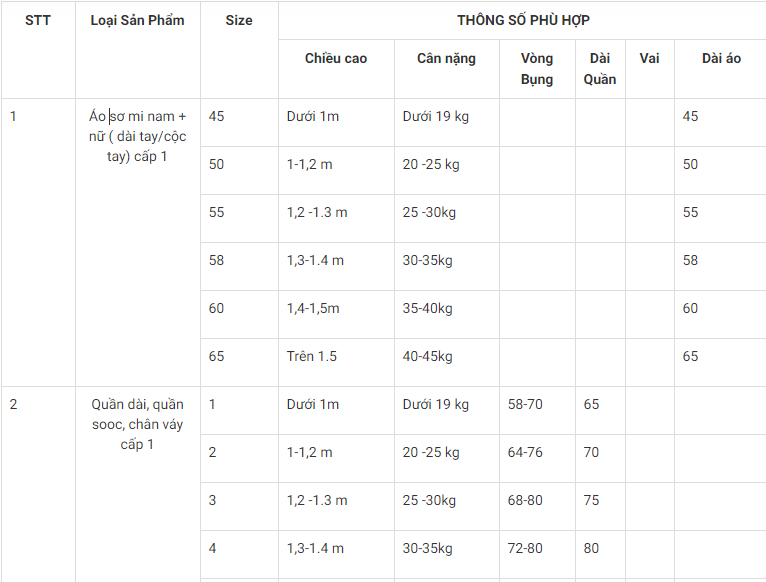 STT Loại Sản Phẩm Size THÔNG SỐ PHÙ HỢP
Chiều cao Cân nặng Vòng Bụng Dài Quần Vai Dài áo
1 Áo sơ mi nam + nữ ( dài tay/cộc tay) cấp 1 45 Dưới 1m Dưới 19 kg 45
50 1-1,2 m 20 -25 kg 50
55 1,2 -1.3 m 25 -30kg 55
58 1,3-1.4 m 30-35kg 58
60 1,4-1,5m 35-40kg 60
65 Trên 1.5 40-45kg 65
2 Quần dài, quần sooc, chân váy cấp 1 1 Dưới 1m Dưới 19 kg 58-70 65
2 1-1,2 m 20 -25 kg 64-76 70
3 1,2 -1.3 m 25 -30kg 68-80 75
4 1,3-1.4 m 30-35kg 72-80 80